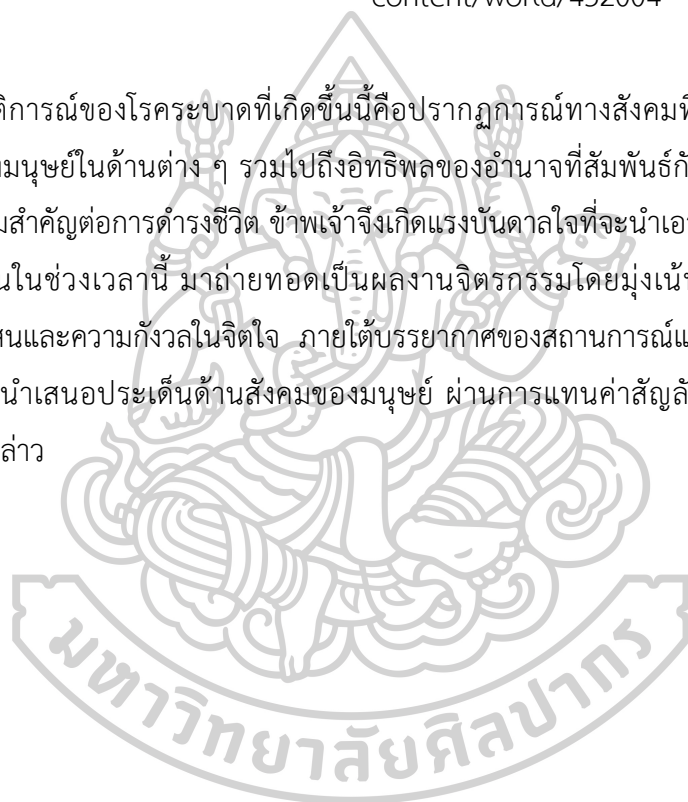 content/world/452004
ติการณ์ของโรคระบาดที่เกิดขึ้นนี้คือปรากฏการณ์ทางสังคมที
มนุษย์ในด้านต่าง ๆ รวมไปถึงอิทธิพลของอำนาจที่สัมพันธ์กั
มสำคัญต่อการดำรงชีวิต ข้าพเจ้าจึงเกิดแรงบันดาลใจที่จะนำเอา
นในช่วงเวลานี้ มาถ่ายทอดเป็นผลงานจิตรกรรมโดยมุ่งเน้น
สนและความกังวลในจิตใจ ภายใต้บรรยากาศของสถานการณ์แ
นำเสนอประเด็นด้านสังคมของมนุษย์ ผ่านการแทนค่าสัญลั
ล่าว
มหาวิทยาลัยศิลปากร